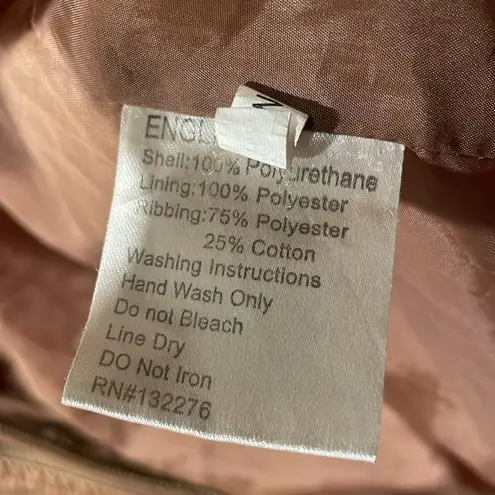 Shell:100% Polyurethane
Lining:100% Polyester
Ribbing:75% Polyester
25% Cotton
Washing Instructions
Hand Wash Only
Do not Bleach
Line Dry
DO Not Iron
RN#132276